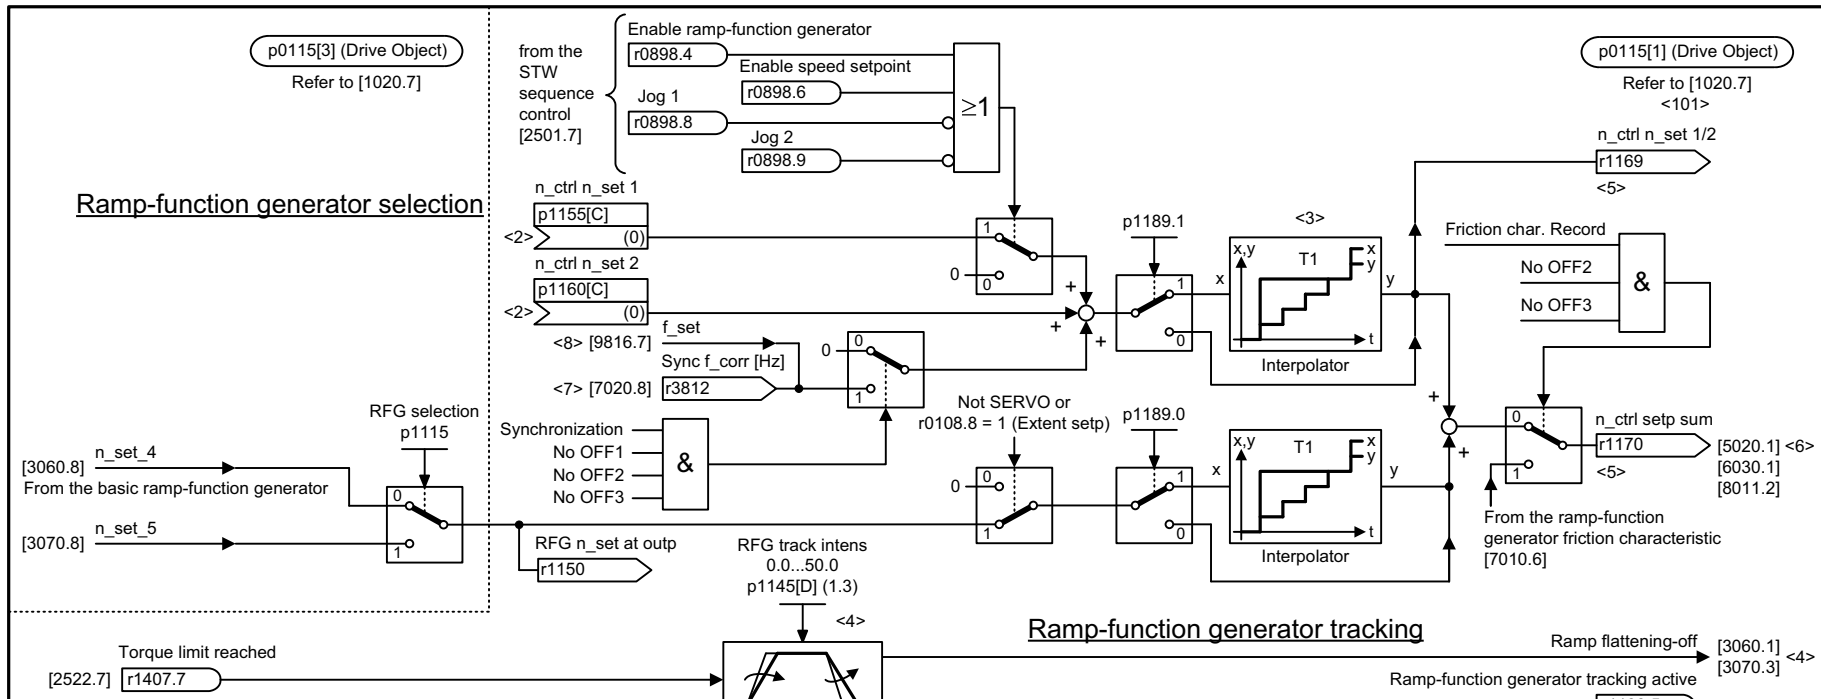 p0115[3] (Drive Object)
Refer to [1020.7]
Ramp-function generator selection
from the
STW
sequence
control
[2501.7]
Enable ramp-function generator
r0898.4
Enable speed setpoint
r0898.6
Jog 1
r0898.8
Jog 2
r0898.9
≥1
p0115[1] (Drive Object)
Refer to [1020.7]
<101>
n_ctrl n_set 1/2
r1169
<5>
n_ctrl n_set 1
p1155[C]
<2>
(0)
n_ctrl n_set 2
p1160[C]
<2>
(0)
1
0
0
+
+
+
p1189.1
1
0
<3>
x
x,y
T1
x
y
t
y
Interpolator
Friction char. Record
No OFF2
No OFF3
&
<8> [9816.7]
f_set
Sync f_corr [Hz]
<7> [7020.8]
r3812
0
0
1
Synchronization
No OFF1
No OFF2
No OFF3
&
Not SERVO or
r0108.8 = 1 (Extent setp)
0
0
1
p1189.0
1
0
x
x,y
T1
x
y
t
y
Interpolator
+
+
0
1
n_ctrl setp sum
r1170
<5>
[5020.1] <6>
[6030.1]
[8011.2]
From the ramp-function
generator friction characteristic
[7010.6]
RFG selection
p1115
[3060.8]
n_set_4
From the basic ramp-function generator
[3070.8]
n_set_5
0
1
RFG n_set at outp
r1150
RFG track intens
0.0...50.0
p1145[D] (1.3)
<4>
Ramp-function generator tracking
Torque limit reached
[2522.7]
r1407.7
Ramp flattening-off
[3060.1]
[3070.3]
<4>
Ramp-function generator tracking active